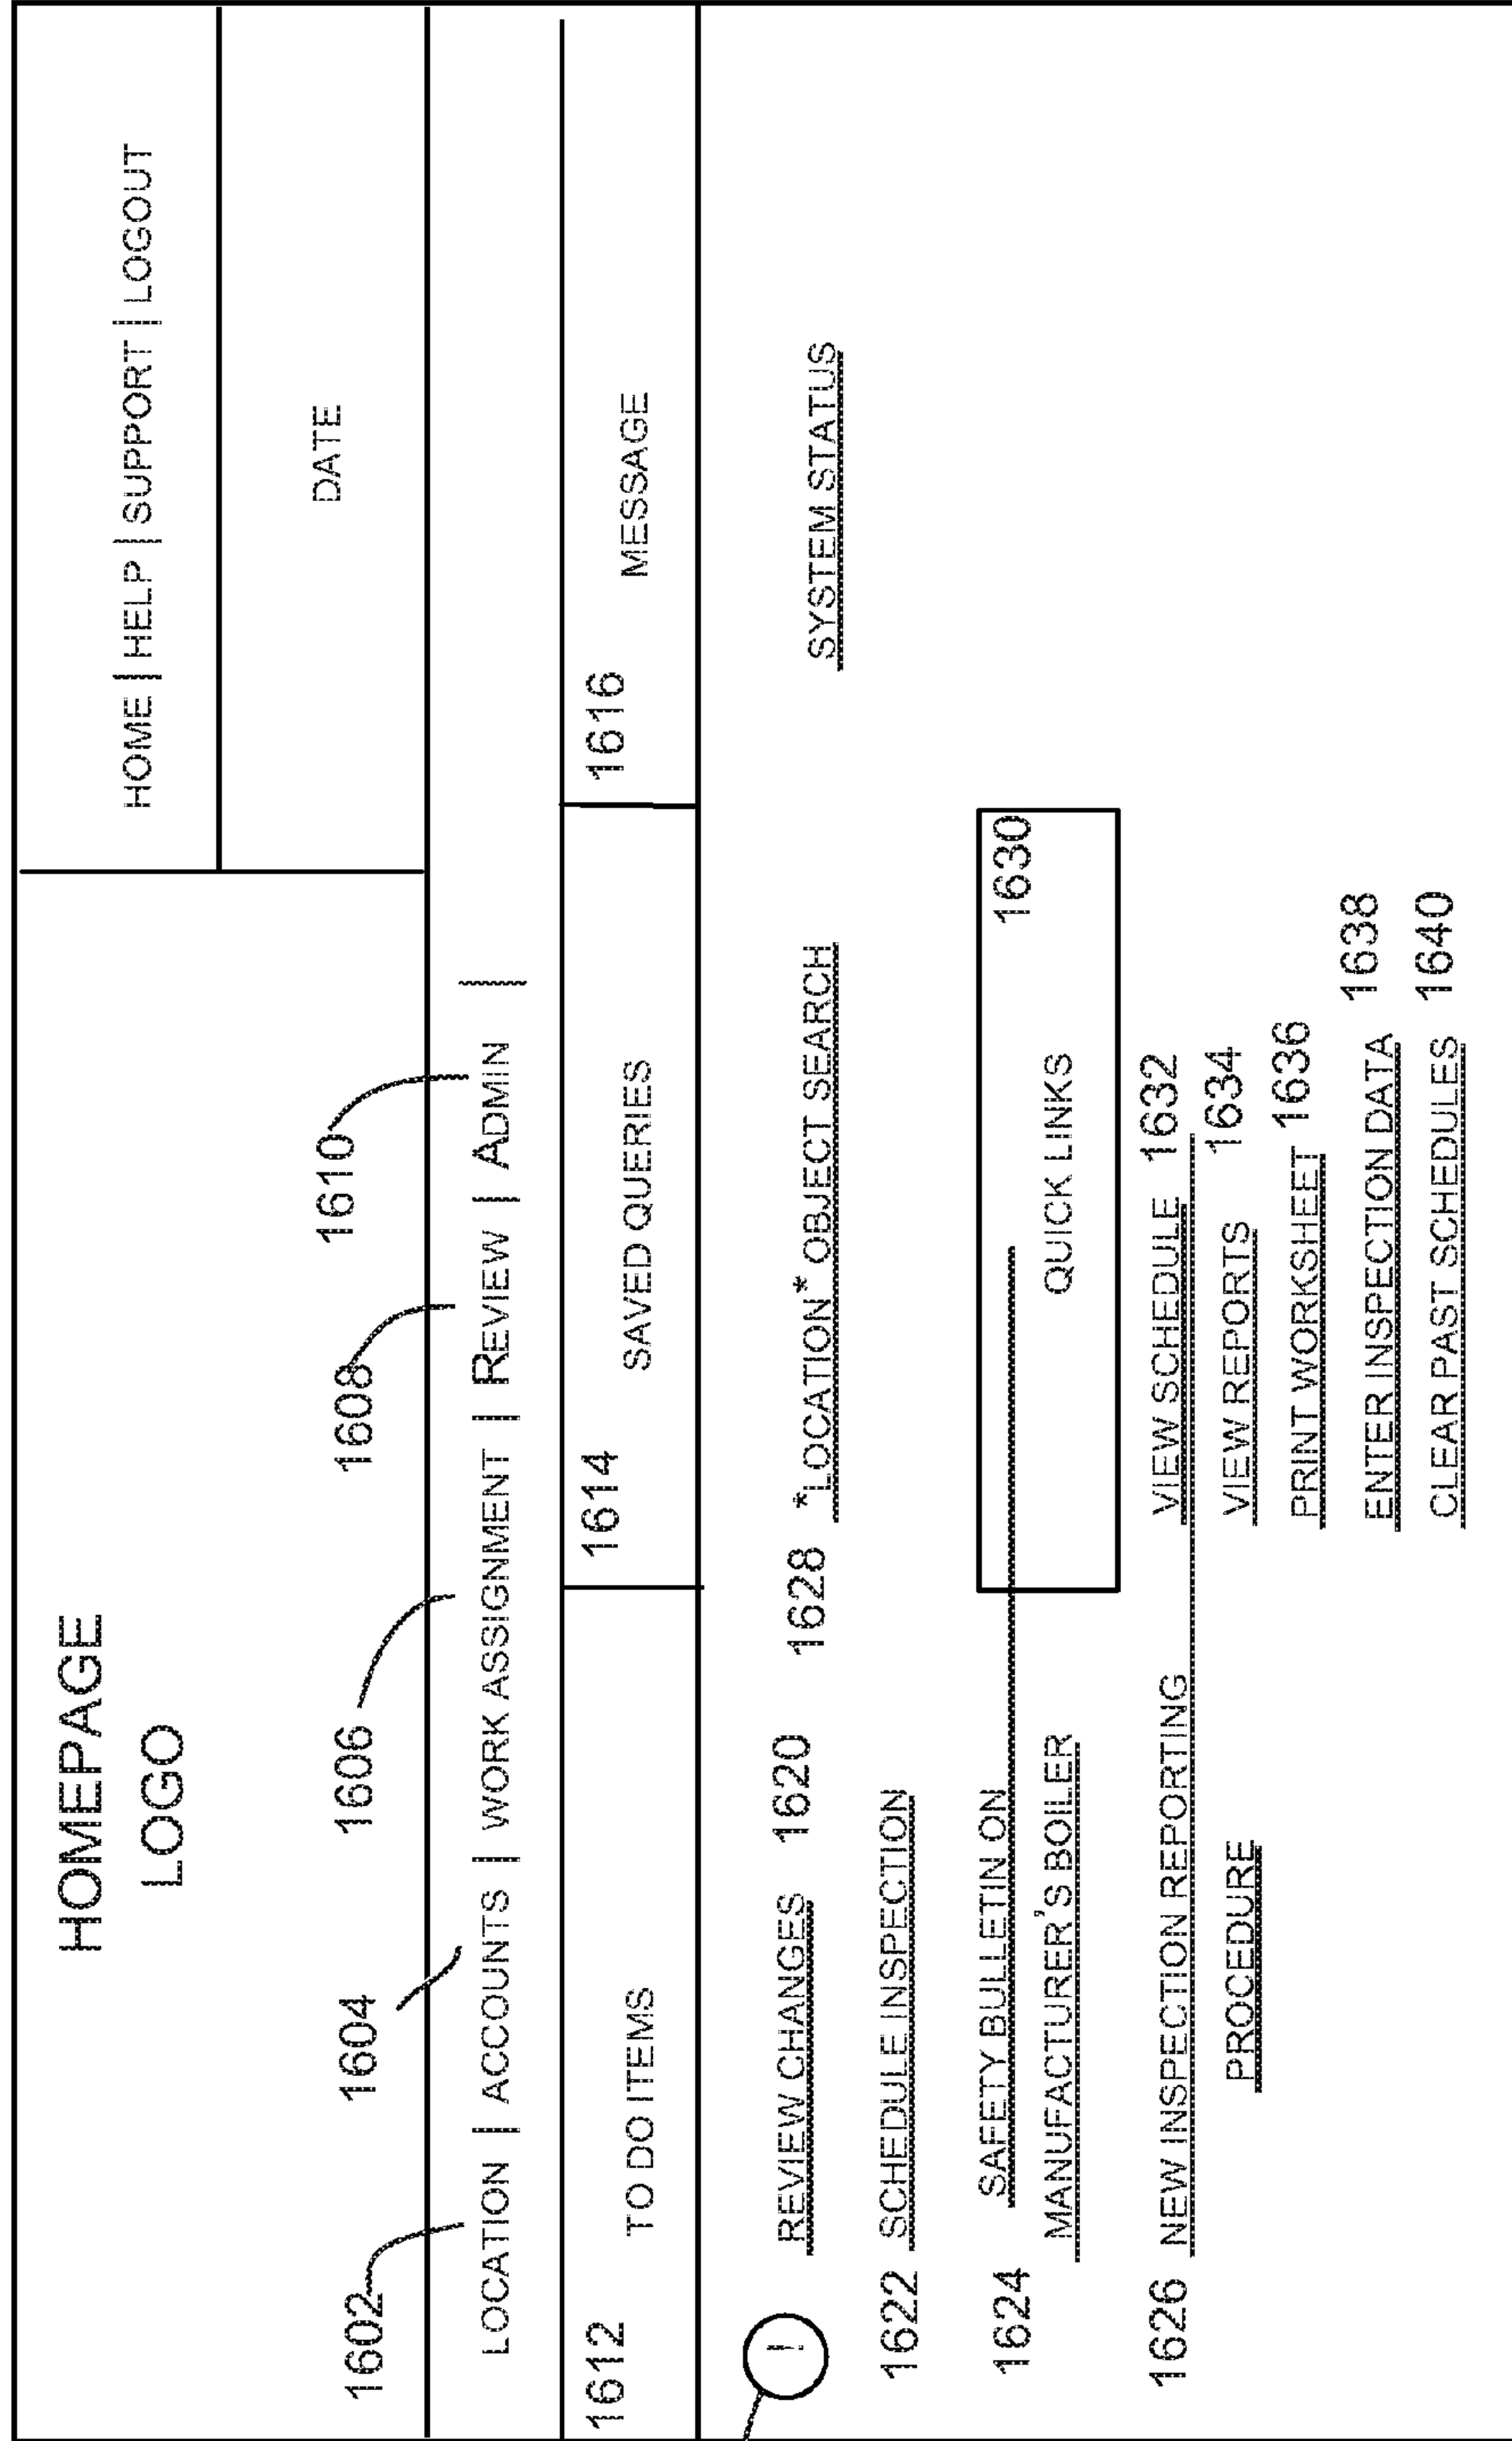 HOMEPAGE
LOGO
HOME | HELP | SUPPORT | LOGOUT
DATE
1602 1604 1606 1608 1610
LOCATION | ACCOUNTS | WORK ASSIGNMENT | REVIEW | ADMIN |
1612 TO DO ITEMS
1614 SAVED QUERIES
1616 MESSAGE
!
REVIEW CHANGES 1620
1622 SCHEDULE INSPECTION
1624 SAFETY BULLETIN ON
MANUFACTURER'S BOILER
1626 NEW INSPECTION REPORTING
PROCEDURE
1628 *LOCATION* OBJECT SEARCH
QUICK LINKS 1630
VIEW SCHEDULE 1632
VIEW REPORTS 1634
PRINT WORKSHEET 1636
ENTER INSPECTION DATA 1638
CLEAR PAST SCHEDULES 1640
SYSTEM STATUS